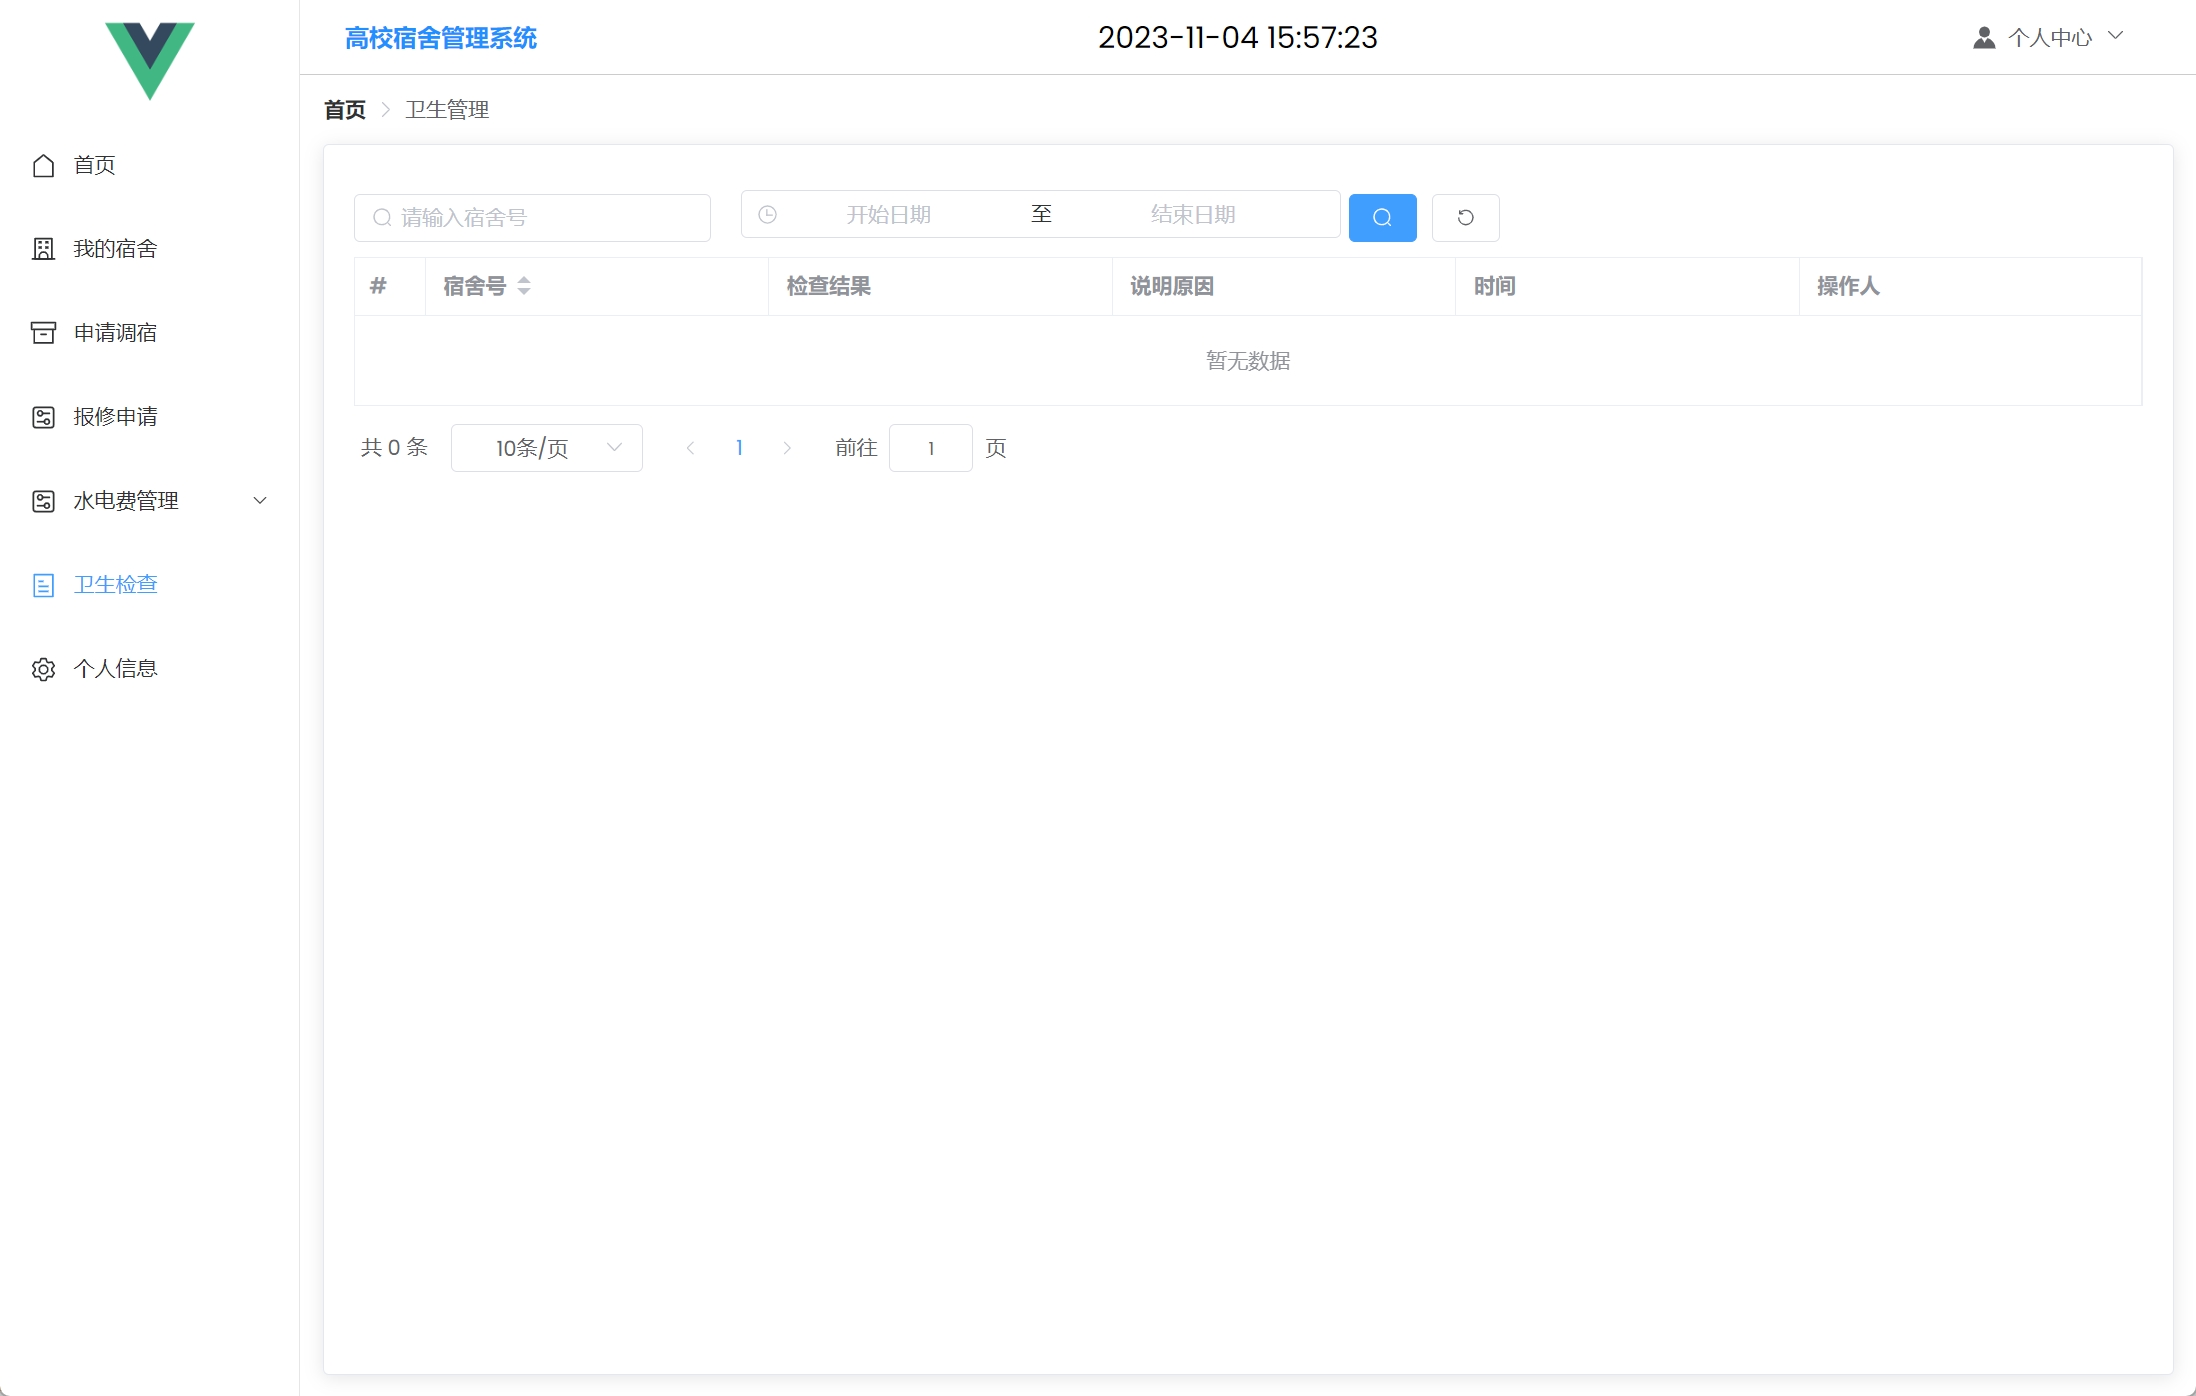 高校宿舍管理系统
2023-11-04 15:57:23
个人中心
首页
卫生管理
首页
我的宿舍
申请调宿
报修申请
水电费管理
卫生检查
个人信息
请输入宿舍号
开始日期 至 结束日期
# 宿舍号 检查结果 说明原因 时间 操作人
暂无数据
共 0 条 10条/页 1 前往 1 页